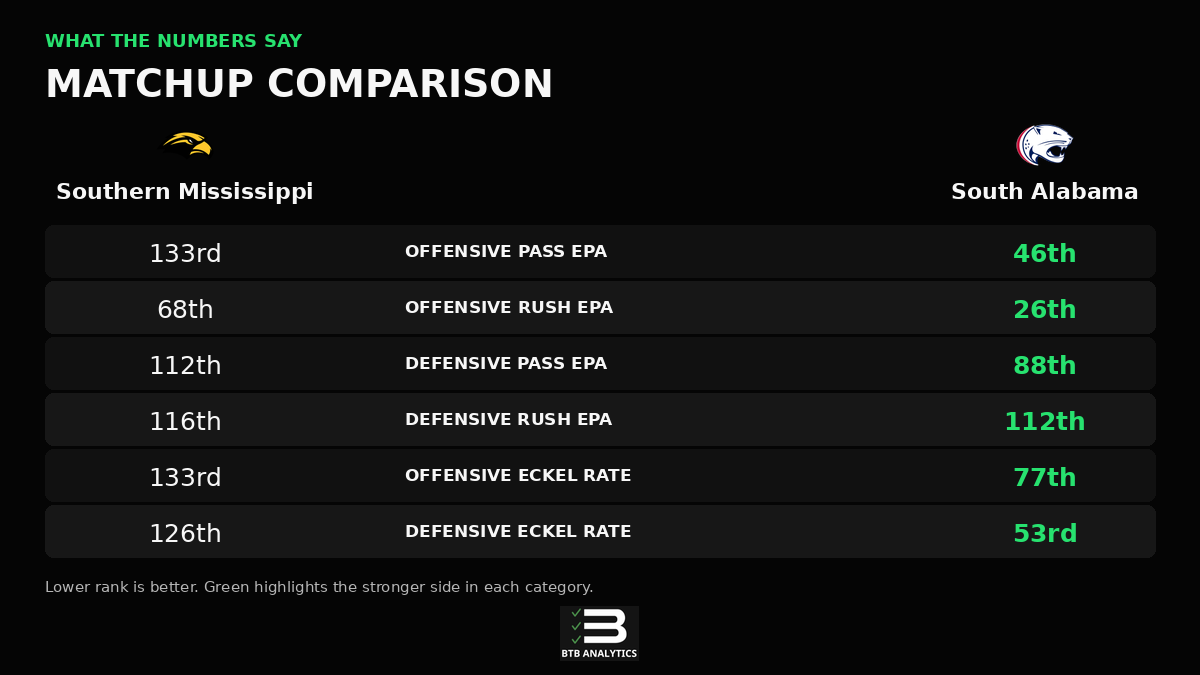 WHAT THE NUMBERS SAY
MATCHUP COMPARISON
Southern Mississippi South Alabama
133rd OFFENSIVE PASS EPA 46th
68th OFFENSIVE RUSH EPA 26th
112th DEFENSIVE PASS EPA 88th
116th DEFENSIVE RUSH EPA 112th
133rd OFFENSIVE ECKEL RATE 77th
126th DEFENSIVE ECKEL RATE 53rd
Lower rank is better. Green highlights the stronger side in each category.
BTB ANALYTICS